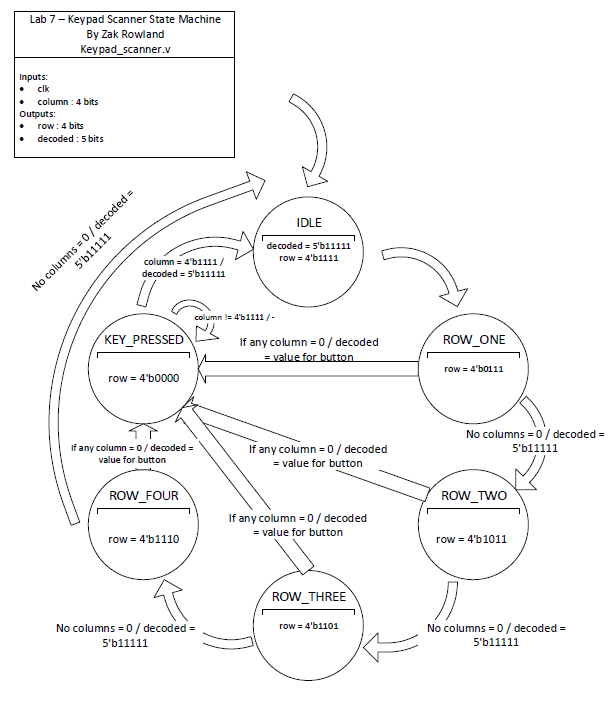 Lab 7 – Keypad Scanner State Machine
By Zak Rowland
Keypad_scanner.v
Inputs:
• clk
• column : 4 bits
Outputs:
• row : 4 bits
• decoded : 5 bits
No columns = 0 / decoded =
5'b11111
IDLE
decoded = 5'b11111
row = 4'b1111
column = 4'b1111 /
decoded = 5'b11111
column != 4'b1111 / -
KEY_PRESSED
row = 4'b0000
If any column = 0 / decoded
= value for button
ROW_ONE
row = 4'b0111
No columns = 0 / decoded =
5'b11111
If any column = 0 / decoded =
value for button
If any column = 0 / decoded
= value for button
ROW_FOUR
row = 4'b1110
ROW_TWO
row = 4'b1011
If any column = 0 / decoded
= value for button
ROW_THREE
row = 4'b1101
No columns = 0 / decoded =
5'b11111
No columns = 0 / decoded =
5'b11111